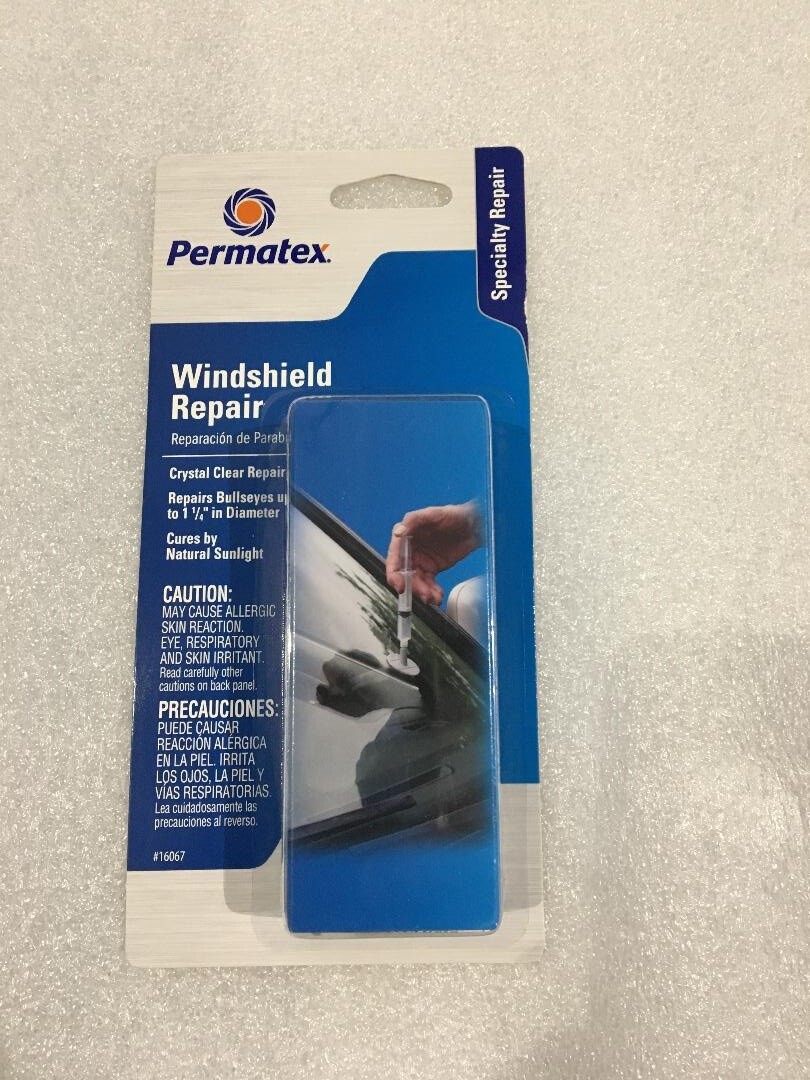 Permatex
Specialty Repair
Windshield
Repair
Reparación de
Crystal Clear Repair
Repairs Bullseyes
to 1 1/4" in Diameter
Cures by
Natural Sunlight
CAUTION:
MAY CAUSE ALLERGIC
SKIN REACTION.
EYE, RESPIRATORY
AND SKIN IRRITANT.
Read carefully other
cautions on back panel.
PRECAUCIONES:
PUEDE CAUSAR
REACCIÓN ALÉRGICA
EN LA PIEL. IRRITA
LOS OJOS, LA PIEL Y
VÍAS RESPIRATORIAS.
Lea cuidadosamente las
precauciones al reverso.
#16067